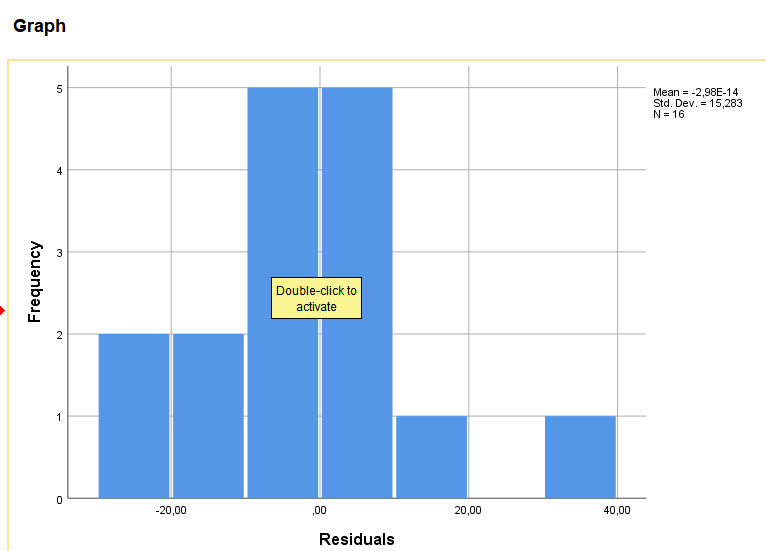 Graph
Mean = -2,98E-14
Std. Dev. = 15,283
N = 16
5
4
3
2
1
0
Frequency
Double-click to
activate
-20,00
,00
20,00
40,00
Residuals